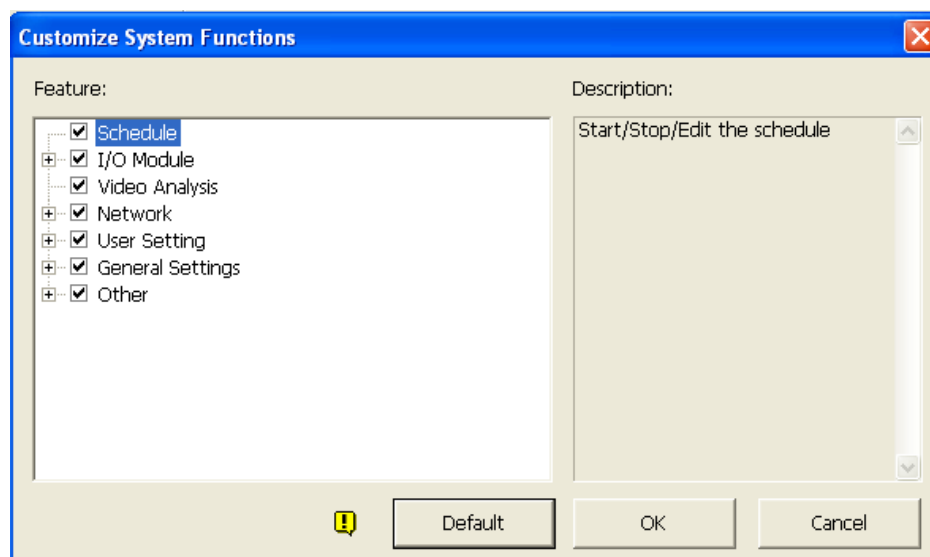 Customize System Functions
Feature:
Description:
Schedule
I/O Module
Video Analysis
Network
User Setting
General Settings
Other
Start/Stop/Edit the schedule
Default
OK
Cancel